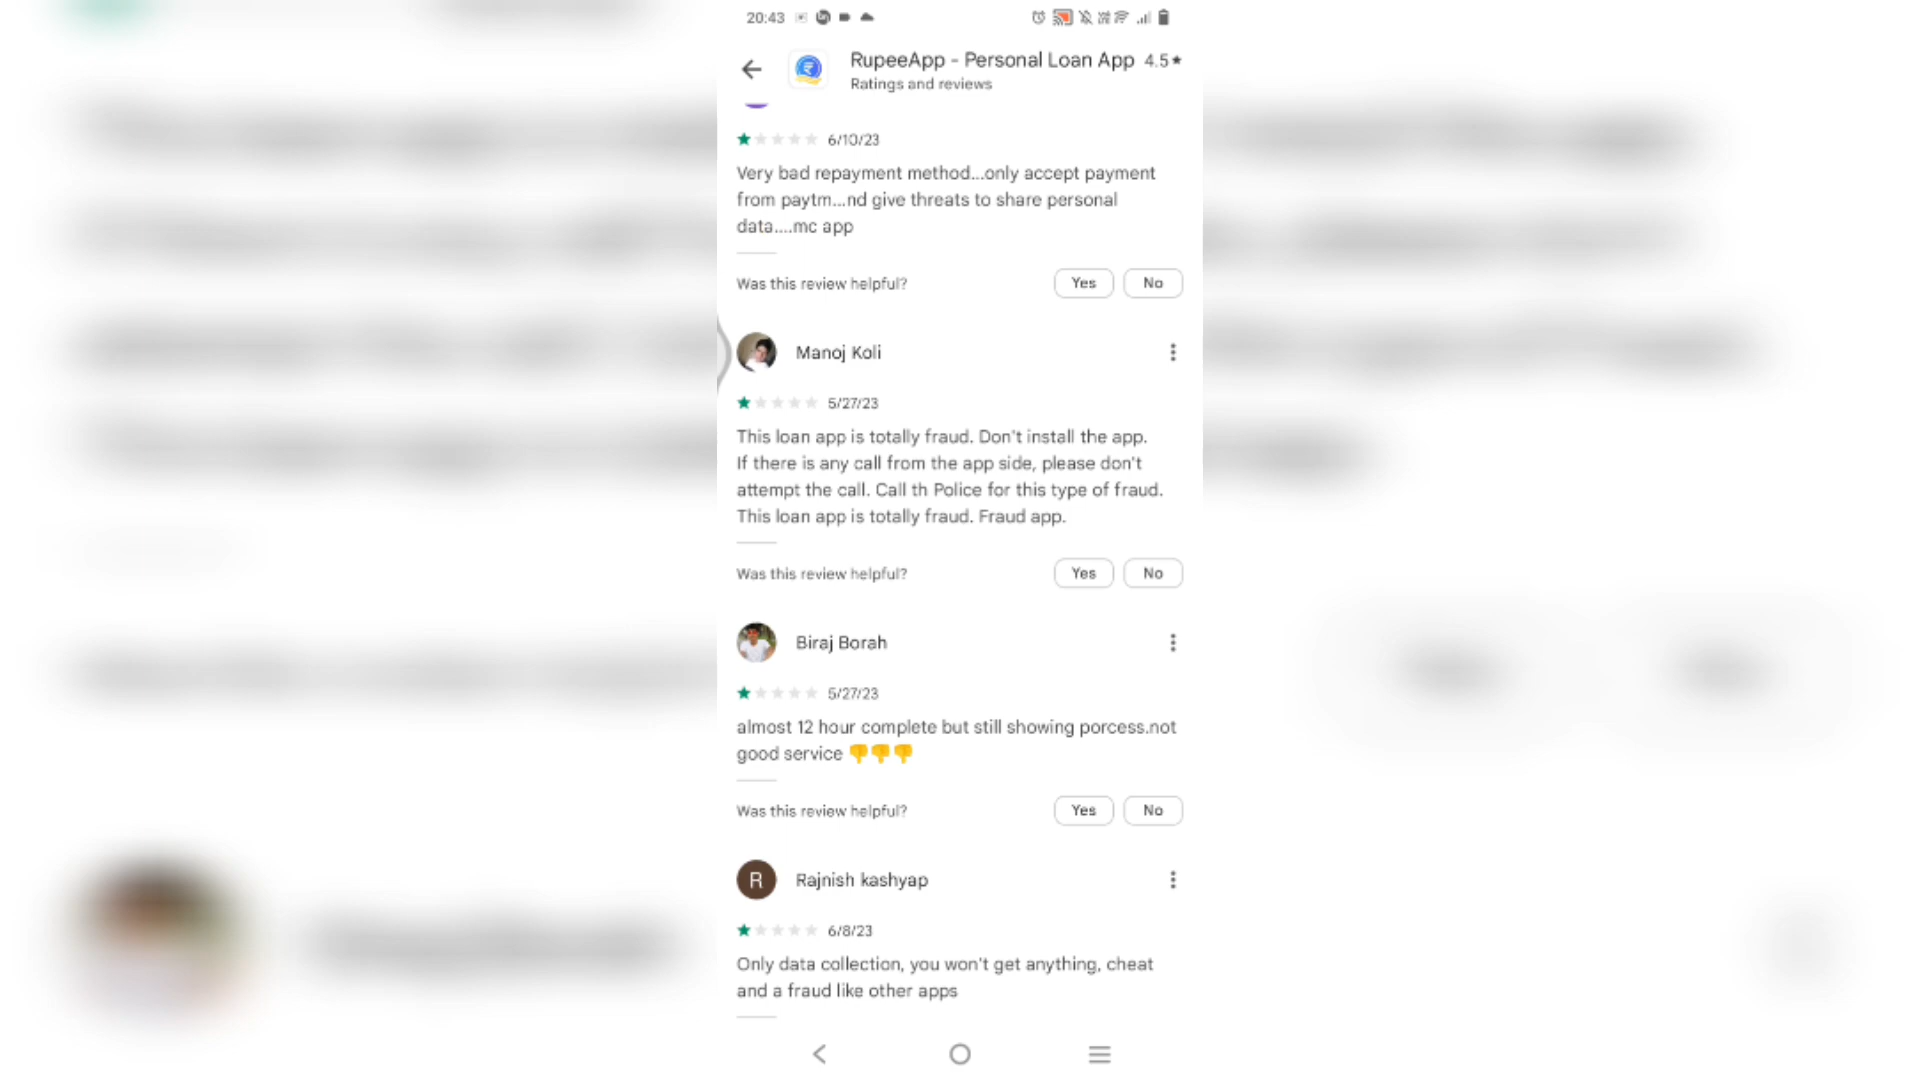 20:43
RupeeApp - Personal Loan App 4.5★
Ratings and reviews
6/10/23
Very bad repayment method...only accept payment
from paytm...nd give threats to share personal
data....mc app
Was this review helpful? Yes No
Manoj Koli
5/27/23
This loan app is totally fraud. Don't install the app.
If there is any call from the app side, please don't
attempt the call. Call th Police for this type of fraud.
This loan app is totally fraud. Fraud app.
Was this review helpful? Yes No
Biraj Borah
5/27/23
almost 12 hour complete but still showing porcess.not
good service 👎👎👎
Was this review helpful? Yes No
R Rajnish kashyap
6/8/23
Only data collection, you won't get anything, cheat
and a fraud like other apps